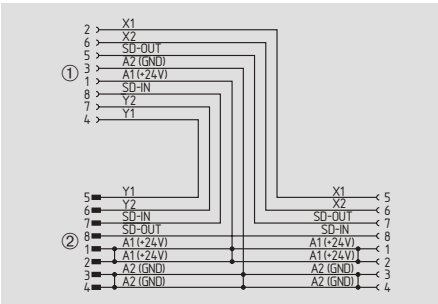 2 X1
6 X2
5 SD-OUT
3 A2 (GND)
① 1 A1 (+24V)
8 SD-IN
7 Y2
4 Y1
5 Y1 X1 5
6 Y2 X2 6
7 SD-IN SD-OUT 7
② 8 SD-OUT SD-IN 8
1 A1 (+24V) A1 (+24V) 1
2 A1 (+24V) A1 (+24V) 2
3 A2 (GND) A2 (GND) 3
4 A2 (GND) A2 (GND) 4